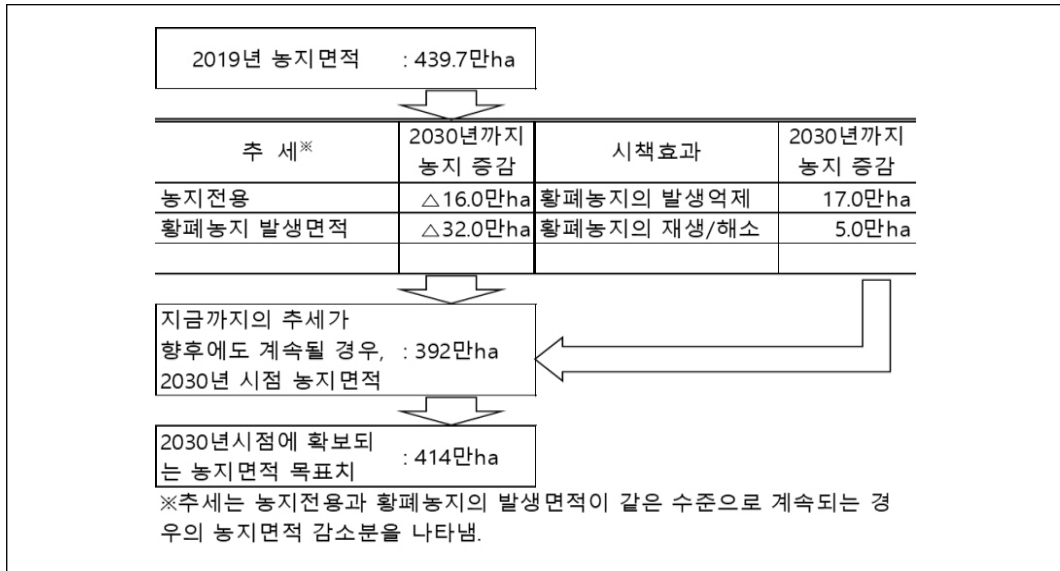 2019년 농지면적 : 439.7만ha
추 세※
2030년까지
농지 증감
시책효과
2030년까지
농지 증감
농지전용 △16.0만ha 황폐농지의 발생억제 17.0만ha
황폐농지 발생면적 △32.0만ha 황폐농지의 재생/해소 5.0만ha
지금까지의 추세가
향후에도 계속될 경우, : 392만ha
2030년 시점 농지면적
2030년시점에 확보되
는 농지면적 목표치 : 414만ha
※추세는 농지전용과 황폐농지의 발생면적이 같은 수준으로 계속되는 경
우의 농지면적 감소분을 나타냄.